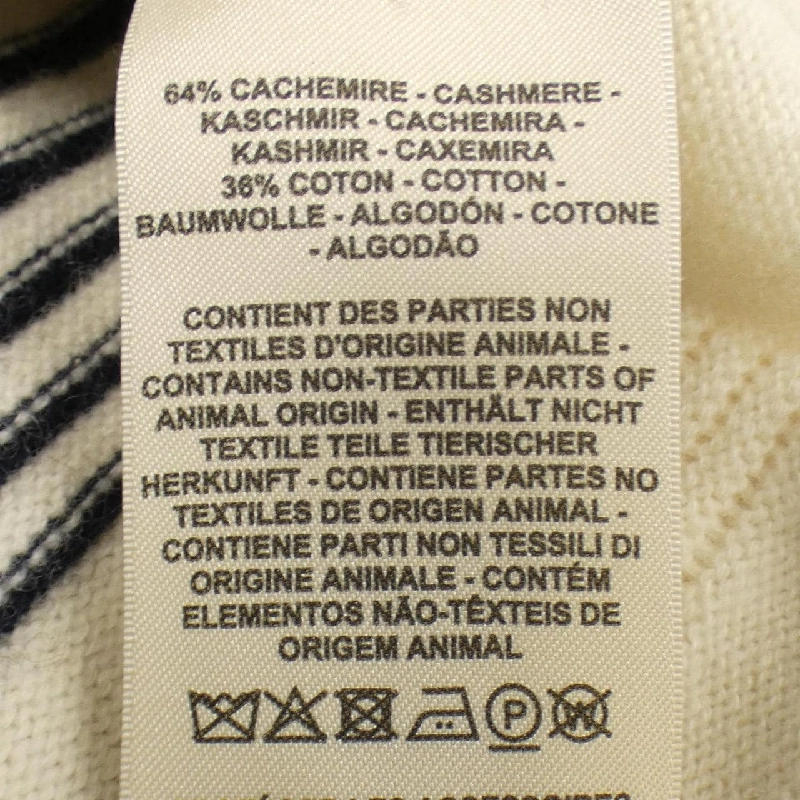 64% CACHEMIRE - CASHMERE -
KASCHMIR - CACHEMIRA -
KASHMIR - CAXEMIRA
36% COTON - COTTON -
BAUMWOLLE - ALGODÓN - COTONE
- ALGODÃO
CONTIENT DES PARTIES NON
TEXTILES D'ORIGINE ANIMALE -
CONTAINS NON-TEXTILE PARTS OF
ANIMAL ORIGIN - ENTHÄLT NICHT
TEXTILE TEILE TIERISCHER
HERKUNFT - CONTIENE PARTES NO
TEXTILES DE ORIGEN ANIMAL -
CONTIENE PARTI NON TESSILI DI
ORIGINE ANIMALE - CONTÉM
ELEMENTOS NÃO-TÊXTEIS DE
ORIGEM ANIMAL
P W